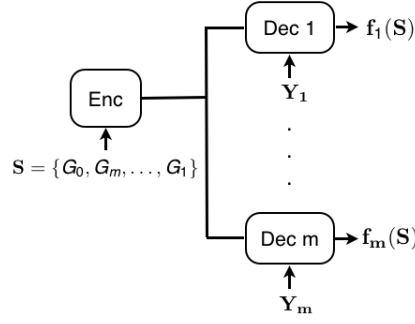 Dec 1
f₁(S)
Y₁
Enc
S = {G₀, Gₘ, . . . , G₁}
.
.
.
Dec m
fₘ(S)
Yₘ